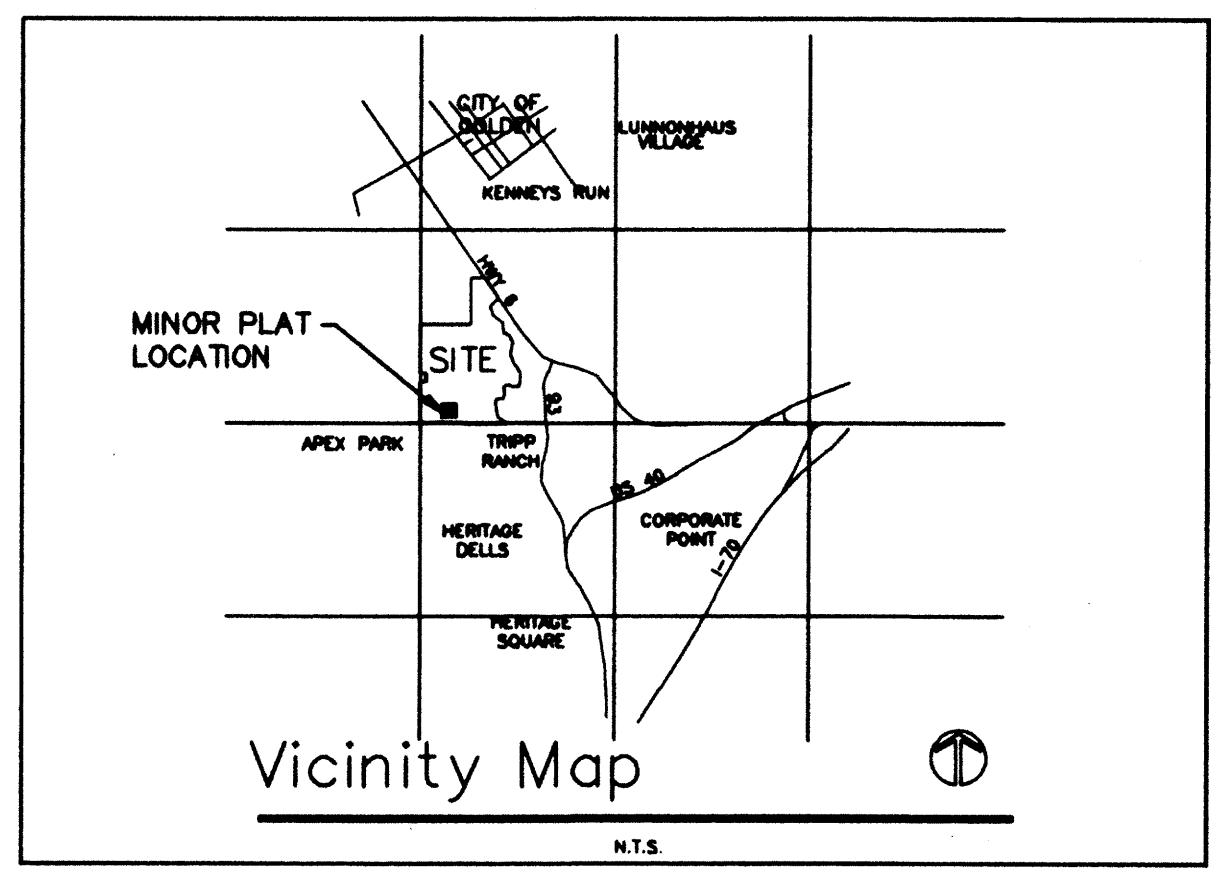 CITY OF
GOLDEN
LUNNONHAUS
VILLAGE
KENNEYS RUN
HWY 6
MINOR PLAT
LOCATION
SITE
93
APEX PARK
TRIPP
RANCH
US 40
CORPORATE
POINT
HERITAGE
DELLS
I-70
HERITAGE
SQUARE
Vicinity Map
N.T.S.